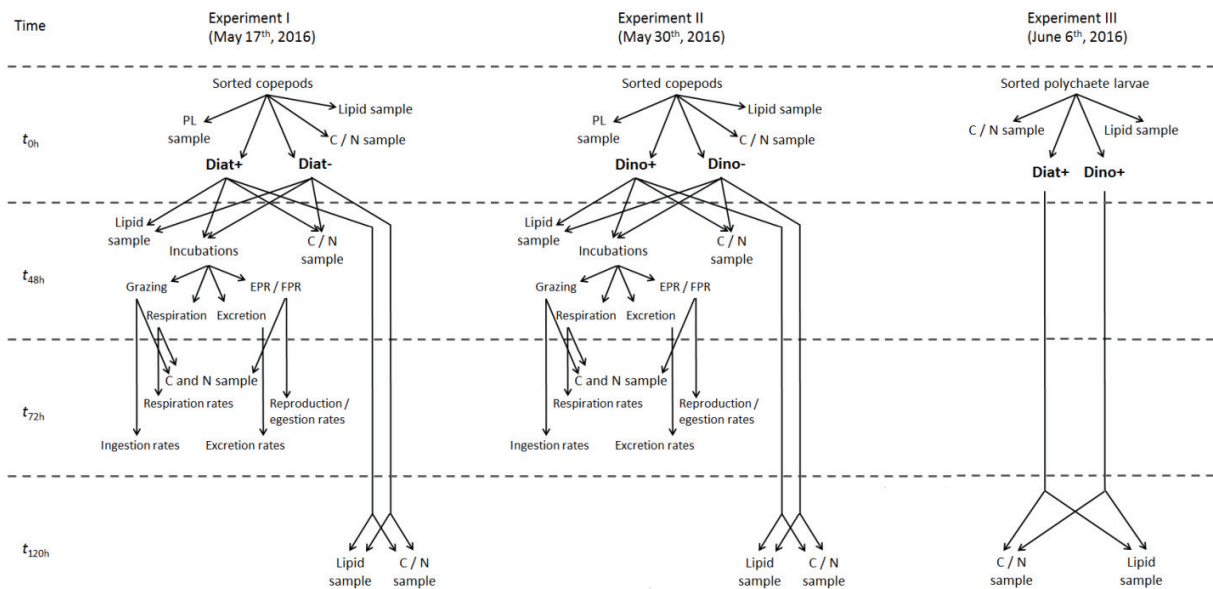 Time
Experiment I
(May 17th, 2016)
Experiment II
(May 30th, 2016)
Experiment III
(June 6th, 2016)
t0h
Sorted copepods
PL
sample
Lipid sample
C / N sample
Diat+
Diat-
Sorted copepods
PL
sample
Lipid sample
C / N sample
Dino+
Dino-
Sorted polychaete larvae
C / N sample
Lipid sample
Diat+
Dino+
t48h
Lipid
sample
Incubations
C / N
sample
Grazing
EPR / FPR
Respiration
Excretion
Lipid
sample
Incubations
C / N
sample
Grazing
EPR / FPR
Respiration
Excretion
t72h
C and N sample
Respiration rates
Reproduction /
egestion rates
Ingestion rates
Excretion rates
C and N sample
Respiration rates
Reproduction /
egestion rates
Ingestion rates
Excretion rates
t120h
Lipid
sample
C / N
sample
Lipid
sample
C / N
sample
C / N
sample
Lipid
sample